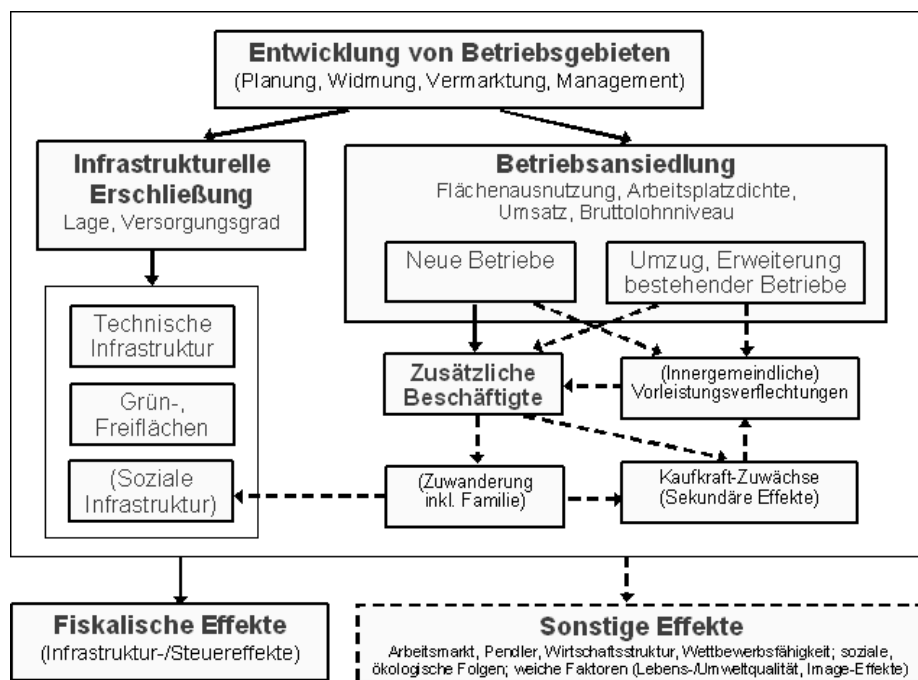 Entwicklung von Betriebsgebieten
(Planung, Widmung, Vermarktung, Management)
Infrastrukturelle
Erschließung
Lage, Versorgungsgrad
Betriebsansiedlung
Flächenausnutzung, Arbeitsplatzdichte,
Umsatz, Bruttolohnniveau
Neue Betriebe
Umzug, Erweiterung
bestehender Betriebe
Technische
Infrastruktur
Grün-,
Freiflächen
(Soziale
Infrastruktur)
Zusätzliche
Beschäftigte
(Innergemeindliche)
Vorleistungsverflechtungen
(Zuwanderung
inkl. Familie)
Kaufkraft-Zuwächse
(Sekundäre Effekte)
Fiskalische Effekte
(Infrastruktur-/Steuereffekte)
Sonstige Effekte
Arbeitsmarkt, Pendler, Wirtschaftsstruktur, Wettbewerbsfähigkeit; soziale,
ökologische Folgen; weiche Faktoren (Lebens-/Umweltqualität, Image-Effekte)